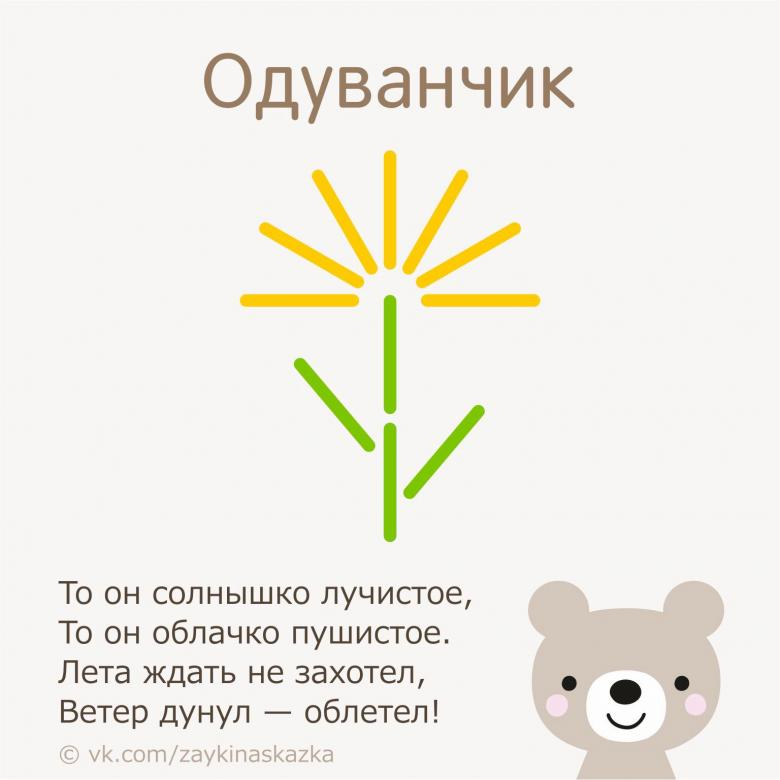 Одуванчик
То он солнышко лучистое,
То он облачко пушистое.
Лета ждать не захотел,
Ветер дунул — облетел!
© vk.com/zaykinaskazka